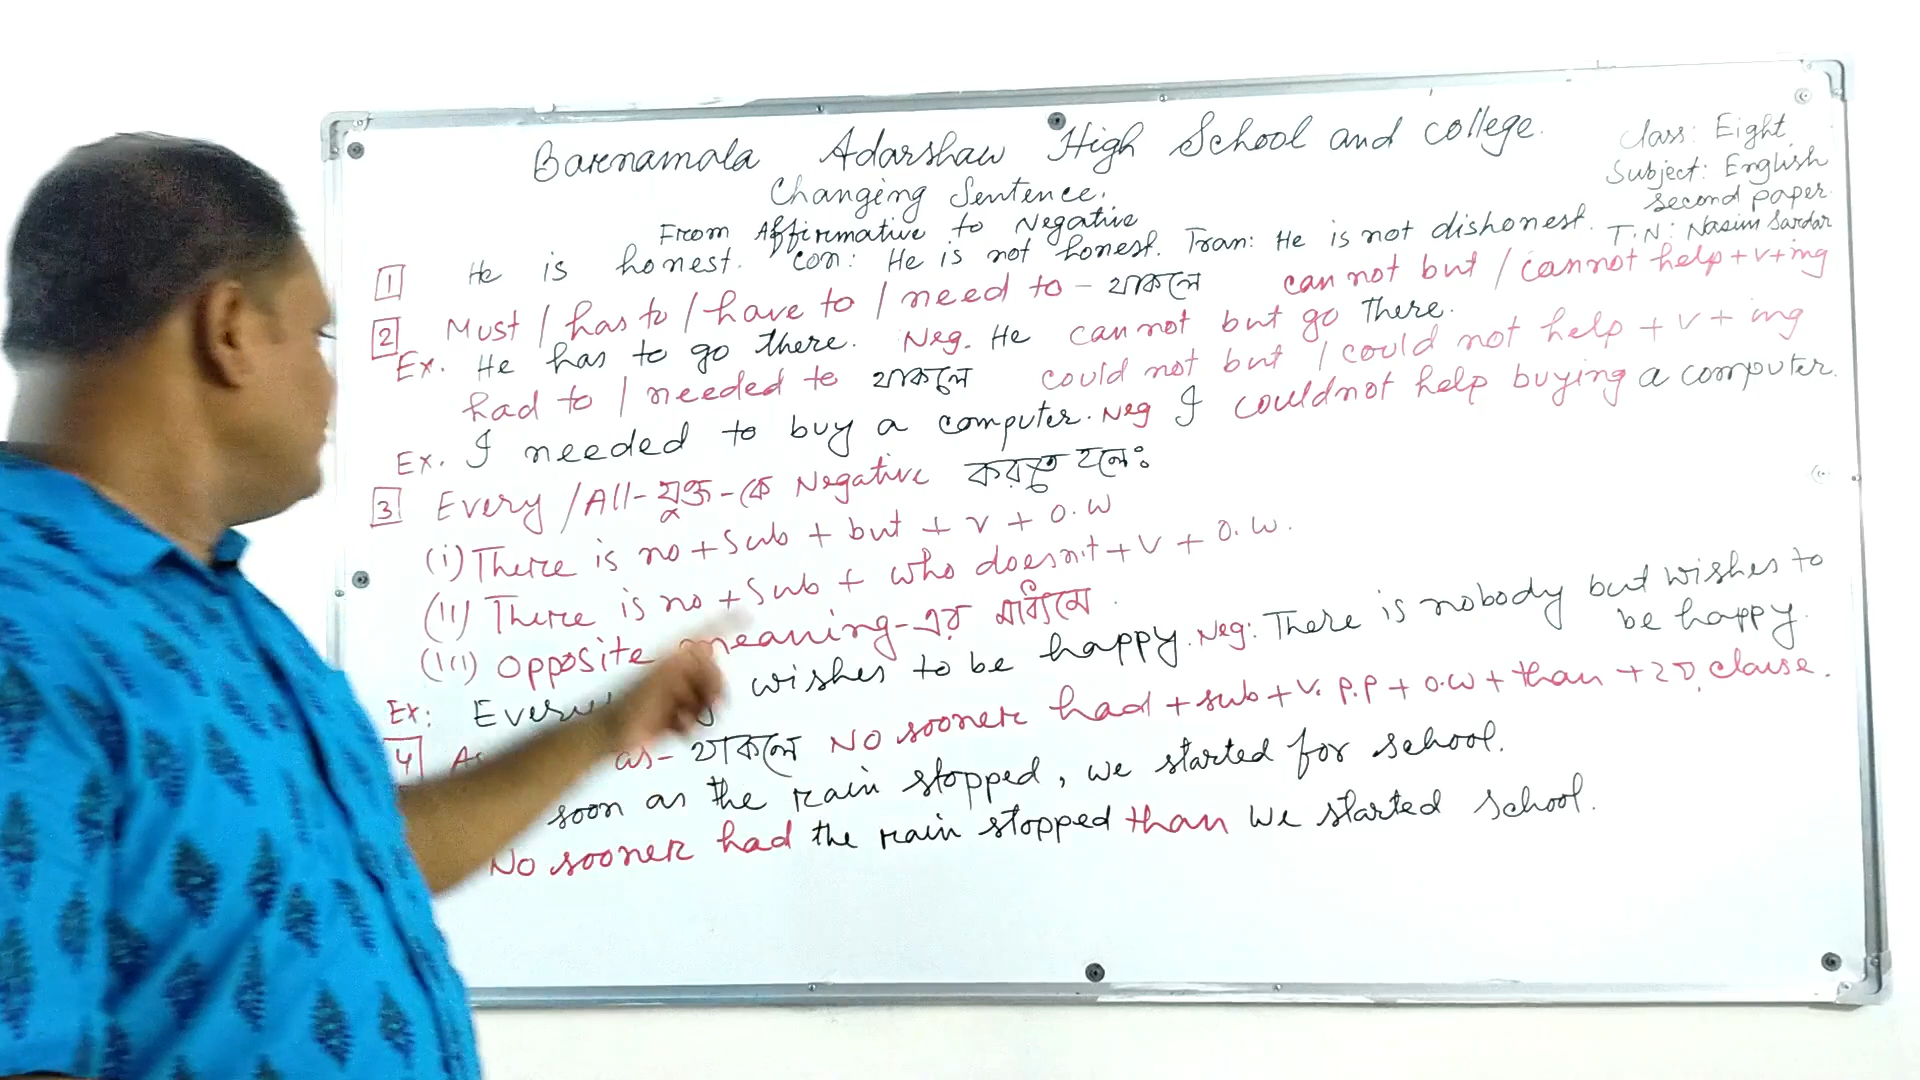 Barnamala Adarshaw High School and college.
Class: Eight
Subject: English
second paper.
T.N: Nasim Sardar
Changing Sentence.
From Affirmative to Negative
1 He is honest. Con: He is not honest. Tran: He is not dishonest.
2 Must / has to / have to / need to - থাকলে can not but / cannot help + v + ing
Ex. He has to go there. Neg. He can not but go there.
had to / needed to থাকলে could not but / could not help + v + ing
Ex. I needed to buy a computer. Neg I couldnot help buying a computer.
3 Every / All - যুক্ত - কে Negative করতে হলেঃ
(i) There is no + Sub + but + v + O.W
(ii) There is no + Sub + who doesn't + V + O.W.
(iii) Opposite meaning - এর মাধ্যমে
Ex: wishes to be happy. Neg: There is nobody but wishes to
be happy.
4 as - থাকলে No sooner had + sub + v. p.p + o.w + than + 2nd clause.
soon as the rain stopped, we started for school.
No sooner had the rain stopped than we started school.